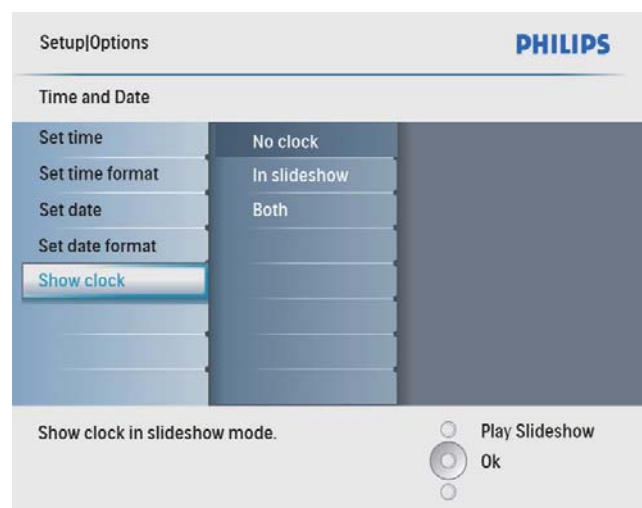 Setup|Options
PHILIPS
Time and Date
Set time
No clock
Set time format
In slideshow
Set date
Both
Set date format
Show clock
Show clock in slideshow mode.
Play Slideshow
Ok